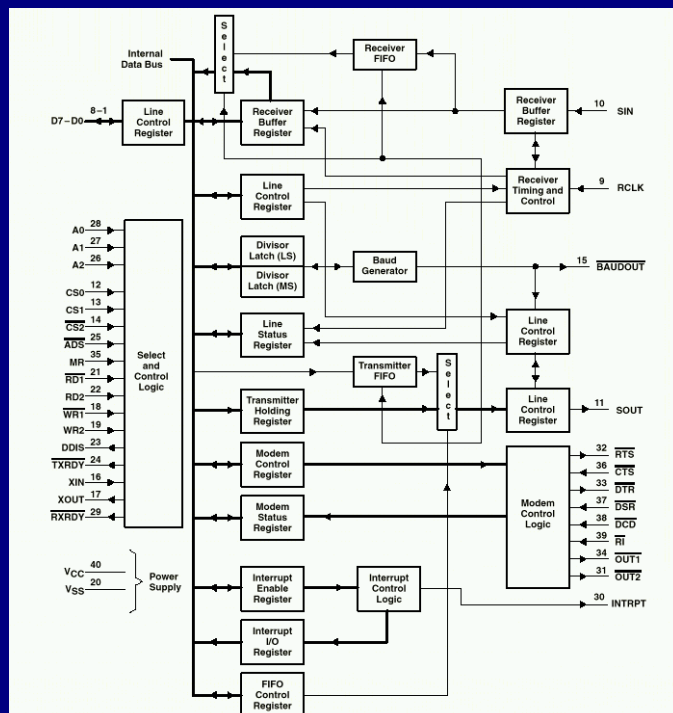 Select
Internal
Data Bus
Receiver
FIFO
8–1
D7–D0
Line
Control
Register
Receiver
Buffer
Register
Receiver
Buffer
Register
10
SIN
Line
Control
Register
Receiver
Timing and
Control
9
RCLK
A0
28
A1
27
A2
26
CS0
12
CS1
13
CS2
14
ADS
25
MR
35
RD1
21
RD2
22
WR1
18
WR2
19
DDIS
23
TXRDY
24
XIN
16
XOUT
17
RXRDY
29
Select
and
Control
Logic
Divisor
Latch (LS)
Divisor
Latch (MS)
Baud
Generator
15
BAUDOUT
Line
Status
Register
Line
Control
Register
Transmitter
FIFO
Select
Transmitter
Holding
Register
Line
Control
Register
11
SOUT
Modem
Control
Register
Modem
Status
Register
Modem
Control
Logic
32
RTS
36
CTS
33
DTR
37
DSR
38
DCD
39
RI
34
OUT1
31
OUT2
VCC
40
VSS
20
Power
Supply
Interrupt
Enable
Register
Interrupt
Control
Logic
30
INTRPT
Interrupt
I/O
Register
FIFO
Control
Register